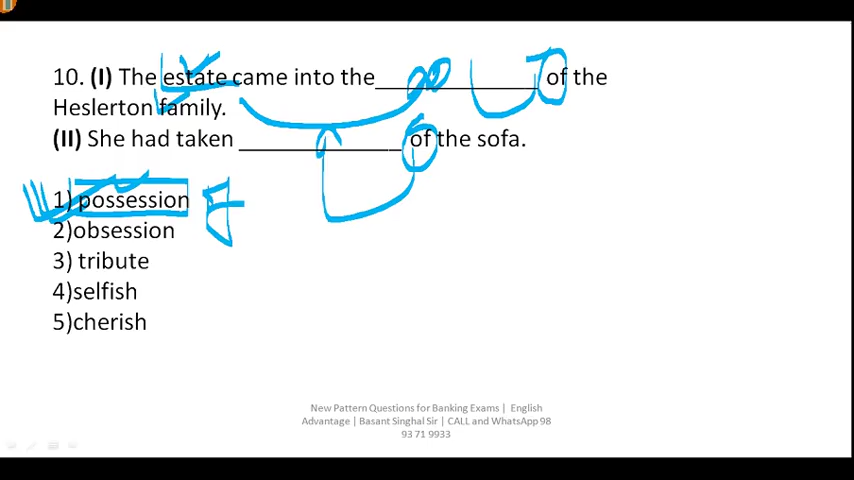 10. (I) The estate came into the______________ of the
Heslerton family.
(II) She had taken ______________ of the sofa.
1) possession
2)obsession
3) tribute
4)selfish
5)cherish
New Pattern Questions for Banking Exams | English
Advantage | Basant Singhal Sir | CALL and WhatsApp 98
93 71 9933